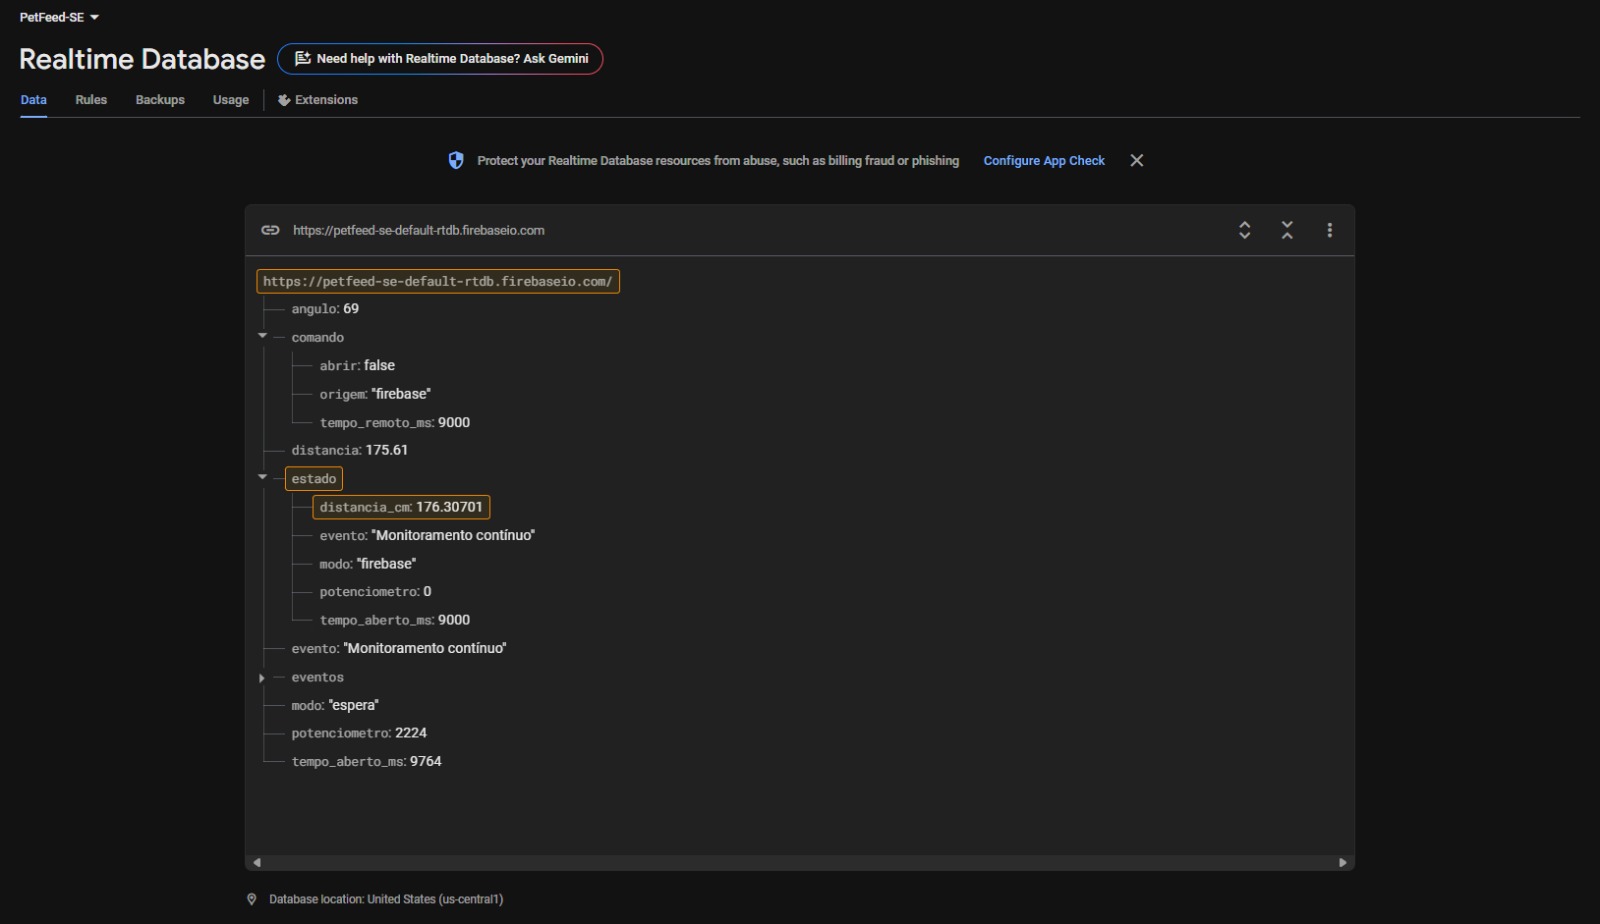 PetFeed-SE
Realtime Database
Need help with Realtime Database? Ask Gemini
Data Rules Backups Usage Extensions
Protect your Realtime Database resources from abuse, such as billing fraud or phishing Configure App Check
https://petfeed-se-default-rtdb.firebaseio.com
https://petfeed-se-default-rtdb.firebaseio.com/
angulo: 69
comando
abrir: false
origem: "firebase"
tempo_remoto_ms: 9000
distancia: 175.61
estado
distancia_cm: 176.30701
evento: "Monitoramento contínuo"
modo: "firebase"
potenciometro: 0
tempo_aberto_ms: 9000
evento: "Monitoramento contínuo"
eventos
modo: "espera"
potenciometro: 2224
tempo_aberto_ms: 9764
Database location: United States (us-central1)